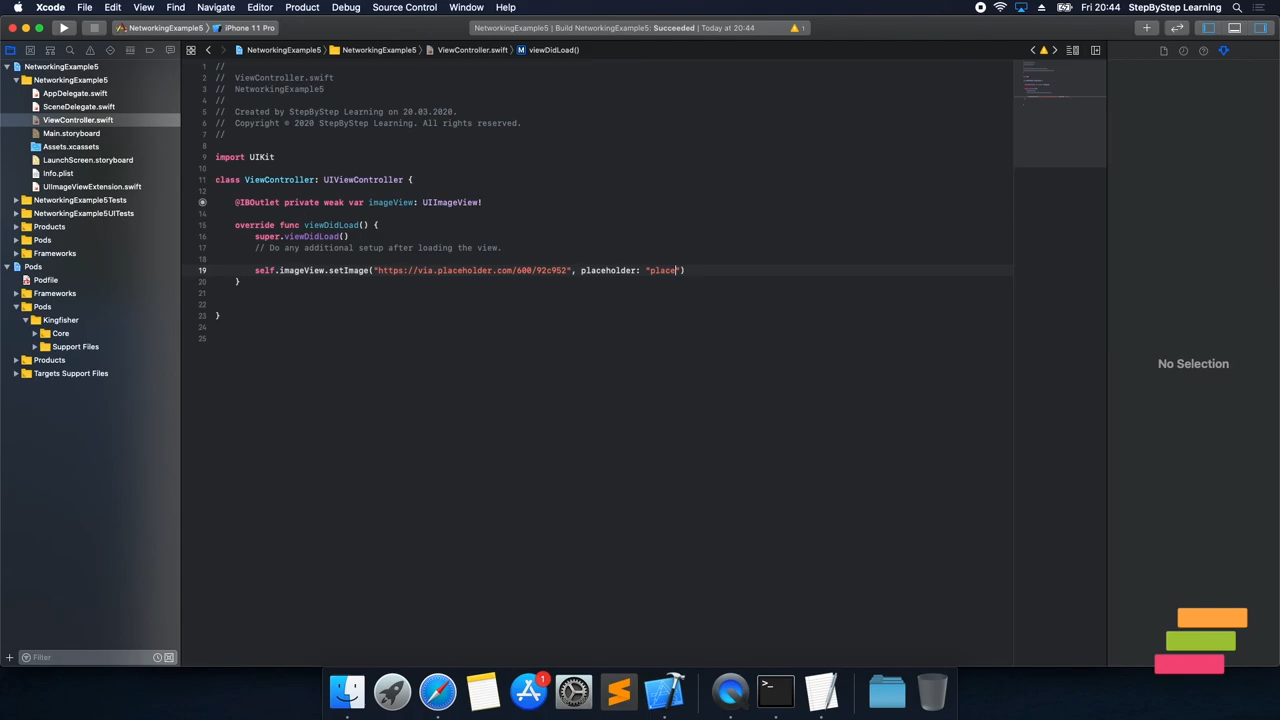 Xcode File Edit View Find Navigate Editor Product Debug Source Control Window Help Fri 20:44 StepByStep Learning
NetworkingExample5 〉 iPhone 11 Pro NetworkingExample5 | Build NetworkingExample5: Succeeded | Today at 20:44 1
NetworkingExample5 〉 NetworkingExample5 〉 ViewController.swift 〉 M viewDidLoad()
NetworkingExample5
NetworkingExample5
AppDelegate.swift
SceneDelegate.swift
ViewController.swift
Main.storyboard
Assets.xcassets
LaunchScreen.storyboard
Info.plist
UIImageViewExtension.swift
NetworkingExample5Tests
NetworkingExample5UITests
Products
Pods
Frameworks
Pods
Podfile
Frameworks
Pods
Kingfisher
Core
Support Files
Products
Targets Support Files
Filter
1 //
2 // ViewController.swift
3 // NetworkingExample5
4 //
5 // Created by StepByStep Learning on 20.03.2020.
6 // Copyright © 2020 StepByStep Learning. All rights reserved.
7 //
8
9 import UIKit
10
11 class ViewController: UIViewController {
12
@IBOutlet private weak var imageView: UIImageView!
14
15 override func viewDidLoad() {
16 super.viewDidLoad()
17 // Do any additional setup after loading the view.
18
19 self.imageView.setImage("https://via.placeholder.com/600/92c952", placeholder: "place")
20 }
21
22
23 }
24
25
No Selection
1